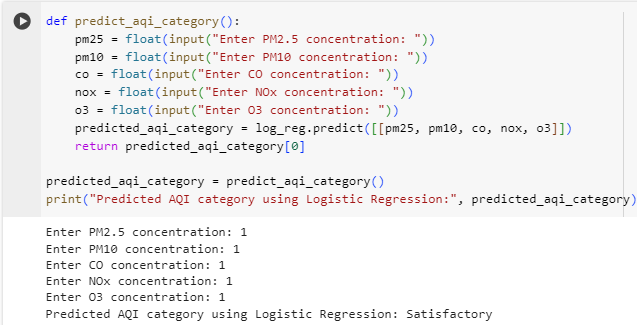 def predict_aqi_category():
    pm25 = float(input("Enter PM2.5 concentration: "))
    pm10 = float(input("Enter PM10 concentration: "))
    co = float(input("Enter CO concentration: "))
    nox = float(input("Enter NOx concentration: "))
    o3 = float(input("Enter O3 concentration: "))
    predicted_aqi_category = log_reg.predict([[pm25, pm10, co, nox, o3]])
    return predicted_aqi_category[0]

predicted_aqi_category = predict_aqi_category()
print("Predicted AQI category using Logistic Regression:", predicted_aqi_category)
Enter PM2.5 concentration: 1
Enter PM10 concentration: 1
Enter CO concentration: 1
Enter NOx concentration: 1
Enter O3 concentration: 1
Predicted AQI category using Logistic Regression: Satisfactory